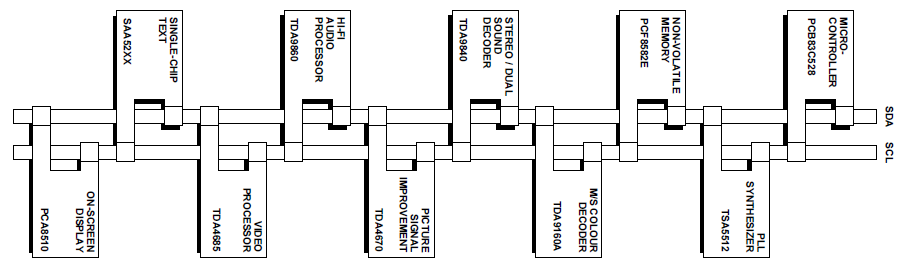 SINGLE-CHIP
TEXT
SAA52XX
HI-FI
AUDIO
PROCESSOR
TDA9860
STEREO / DUAL
SOUND
DECODER
TDA9840
NON-VOLATILE
MEMORY
PCF8582E
MICRO-
CONTROLLER
PCB83C528
SDA
SCL
ON-SCREEN
DISPLAY
PCA8510
VIDEO
PROCESSOR
TDA4685
PICTURE
SIGNAL
IMPROVEMENT
TDA4670
M/S COLOUR
DECODER
TDA9160A
PLL
SYNTHESIZER
TSA5512